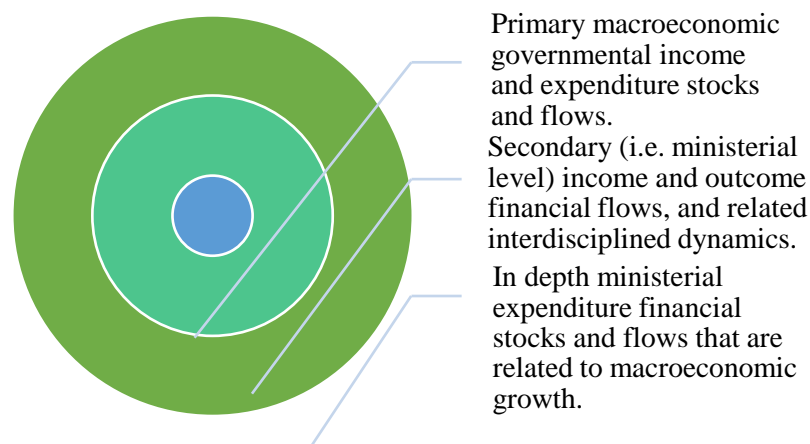 Primary macroeconomic
governmental income
and expenditure stocks
and flows.
Secondary (i.e. ministerial
level) income and outcome
financial flows, and related
interdisciplined dynamics.
In depth ministerial
expenditure financial
stocks and flows that are
related to macroeconomic
growth.